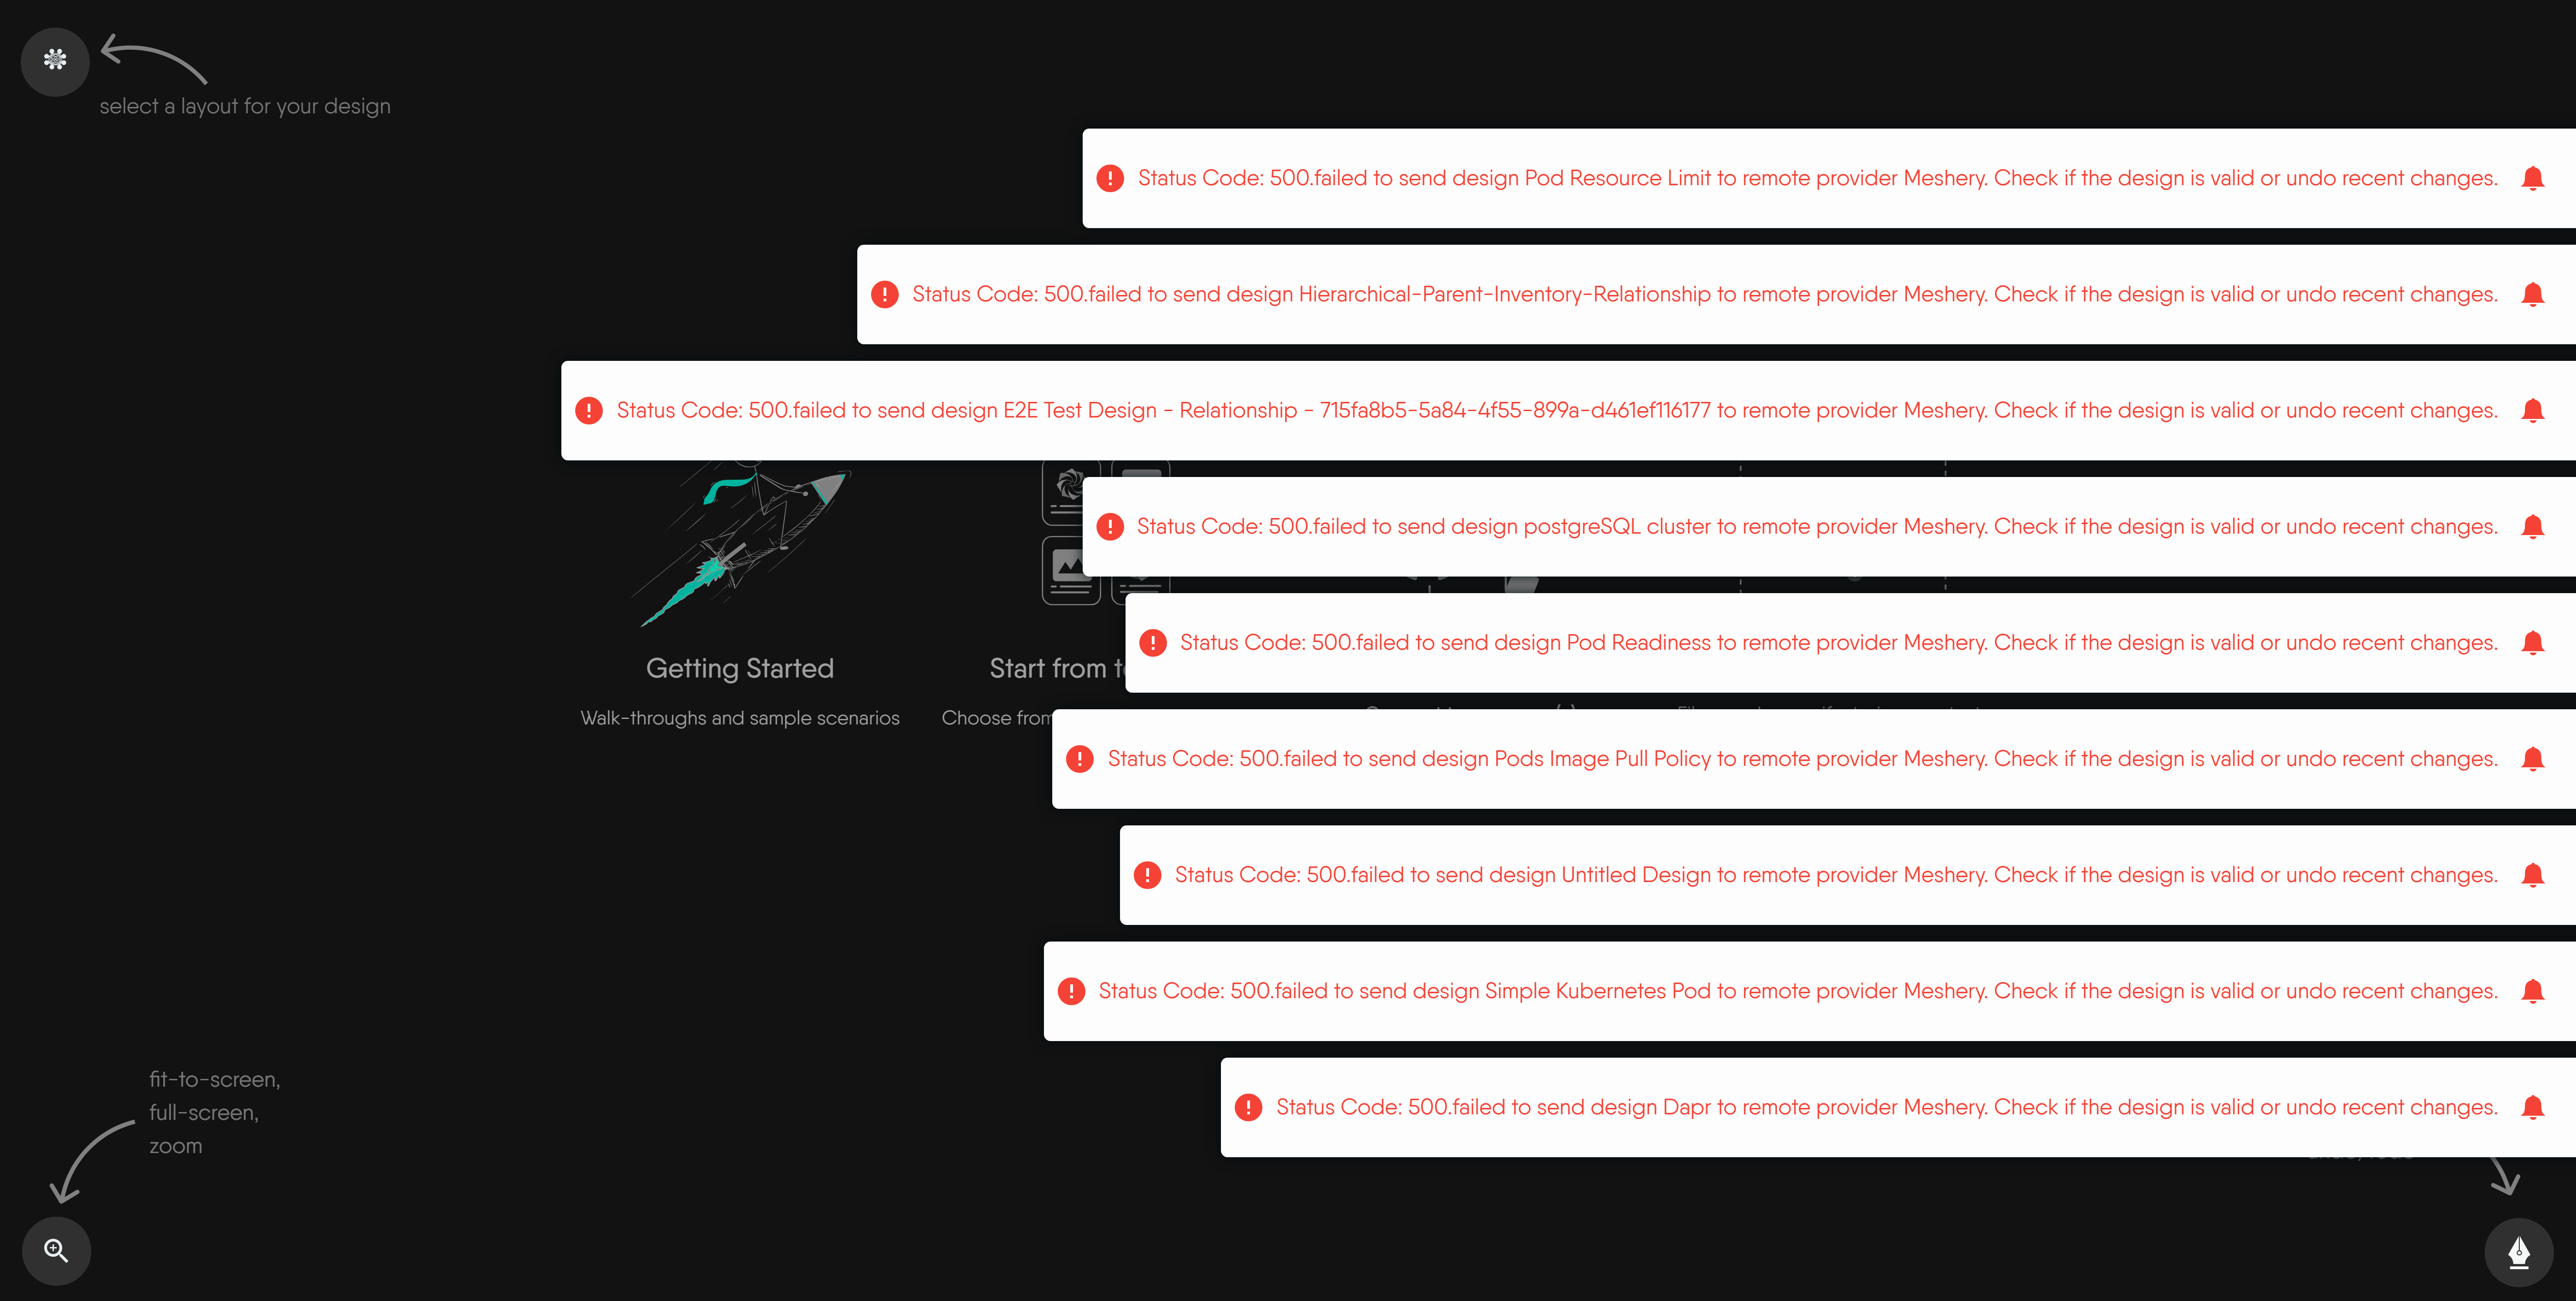 select a layout for your design
Status Code: 500.failed to send design Pod Resource Limit to remote provider Meshery. Check if the design is valid or undo recent changes.
Status Code: 500.failed to send design Hierarchical-Parent-Inventory-Relationship to remote provider Meshery. Check if the design is valid or undo recent changes.
Status Code: 500.failed to send design E2E Test Design - Relationship - 715fa8b5-5a84-4f55-899a-d461ef116177 to remote provider Meshery. Check if the design is valid or undo recent changes.
Status Code: 500.failed to send design postgreSQL cluster to remote provider Meshery. Check if the design is valid or undo recent changes.
Status Code: 500.failed to send design Pod Readiness to remote provider Meshery. Check if the design is valid or undo recent changes.
Getting Started
Start from
Walk-throughs and sample scenarios
Choose from
Status Code: 500.failed to send design Pods Image Pull Policy to remote provider Meshery. Check if the design is valid or undo recent changes.
Status Code: 500.failed to send design Untitled Design to remote provider Meshery. Check if the design is valid or undo recent changes.
Status Code: 500.failed to send design Simple Kubernetes Pod to remote provider Meshery. Check if the design is valid or undo recent changes.
Status Code: 500.failed to send design Dapr to remote provider Meshery. Check if the design is valid or undo recent changes.
fit-to-screen,
full-screen,
zoom